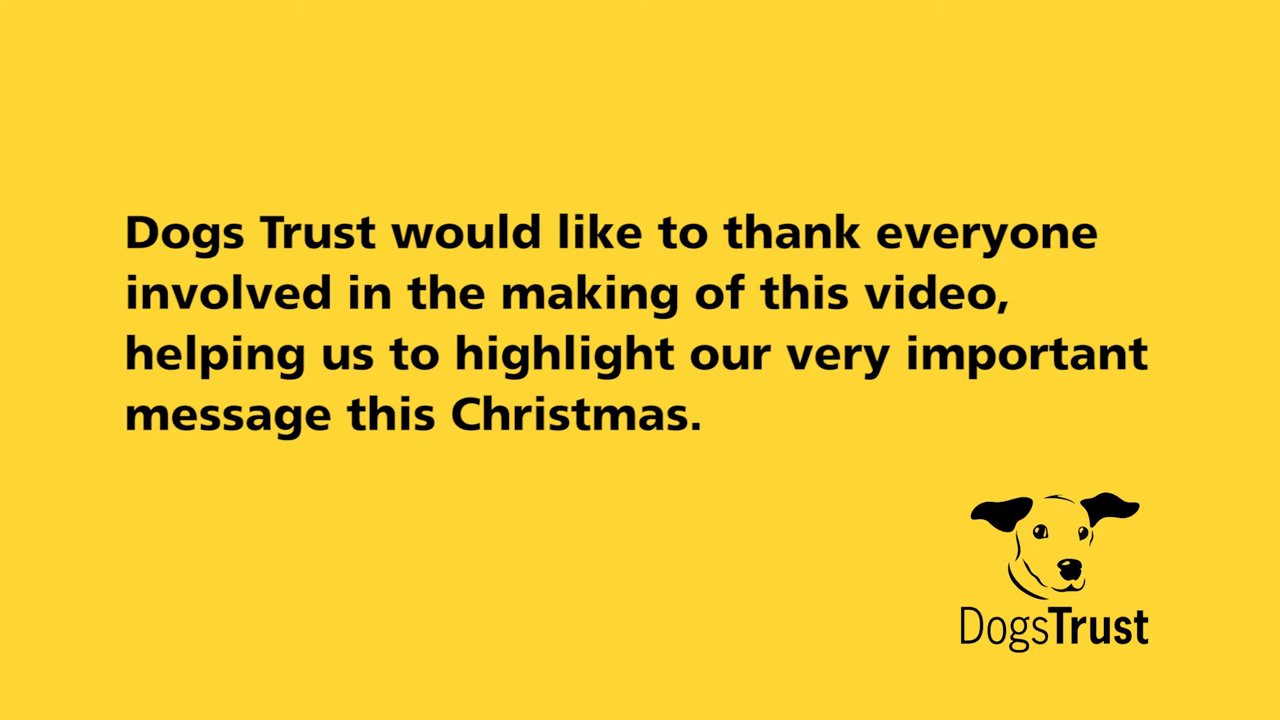 Dogs Trust would like to thank everyone
involved in the making of this video,
helping us to highlight our very important
message this Christmas.
DogsTrust